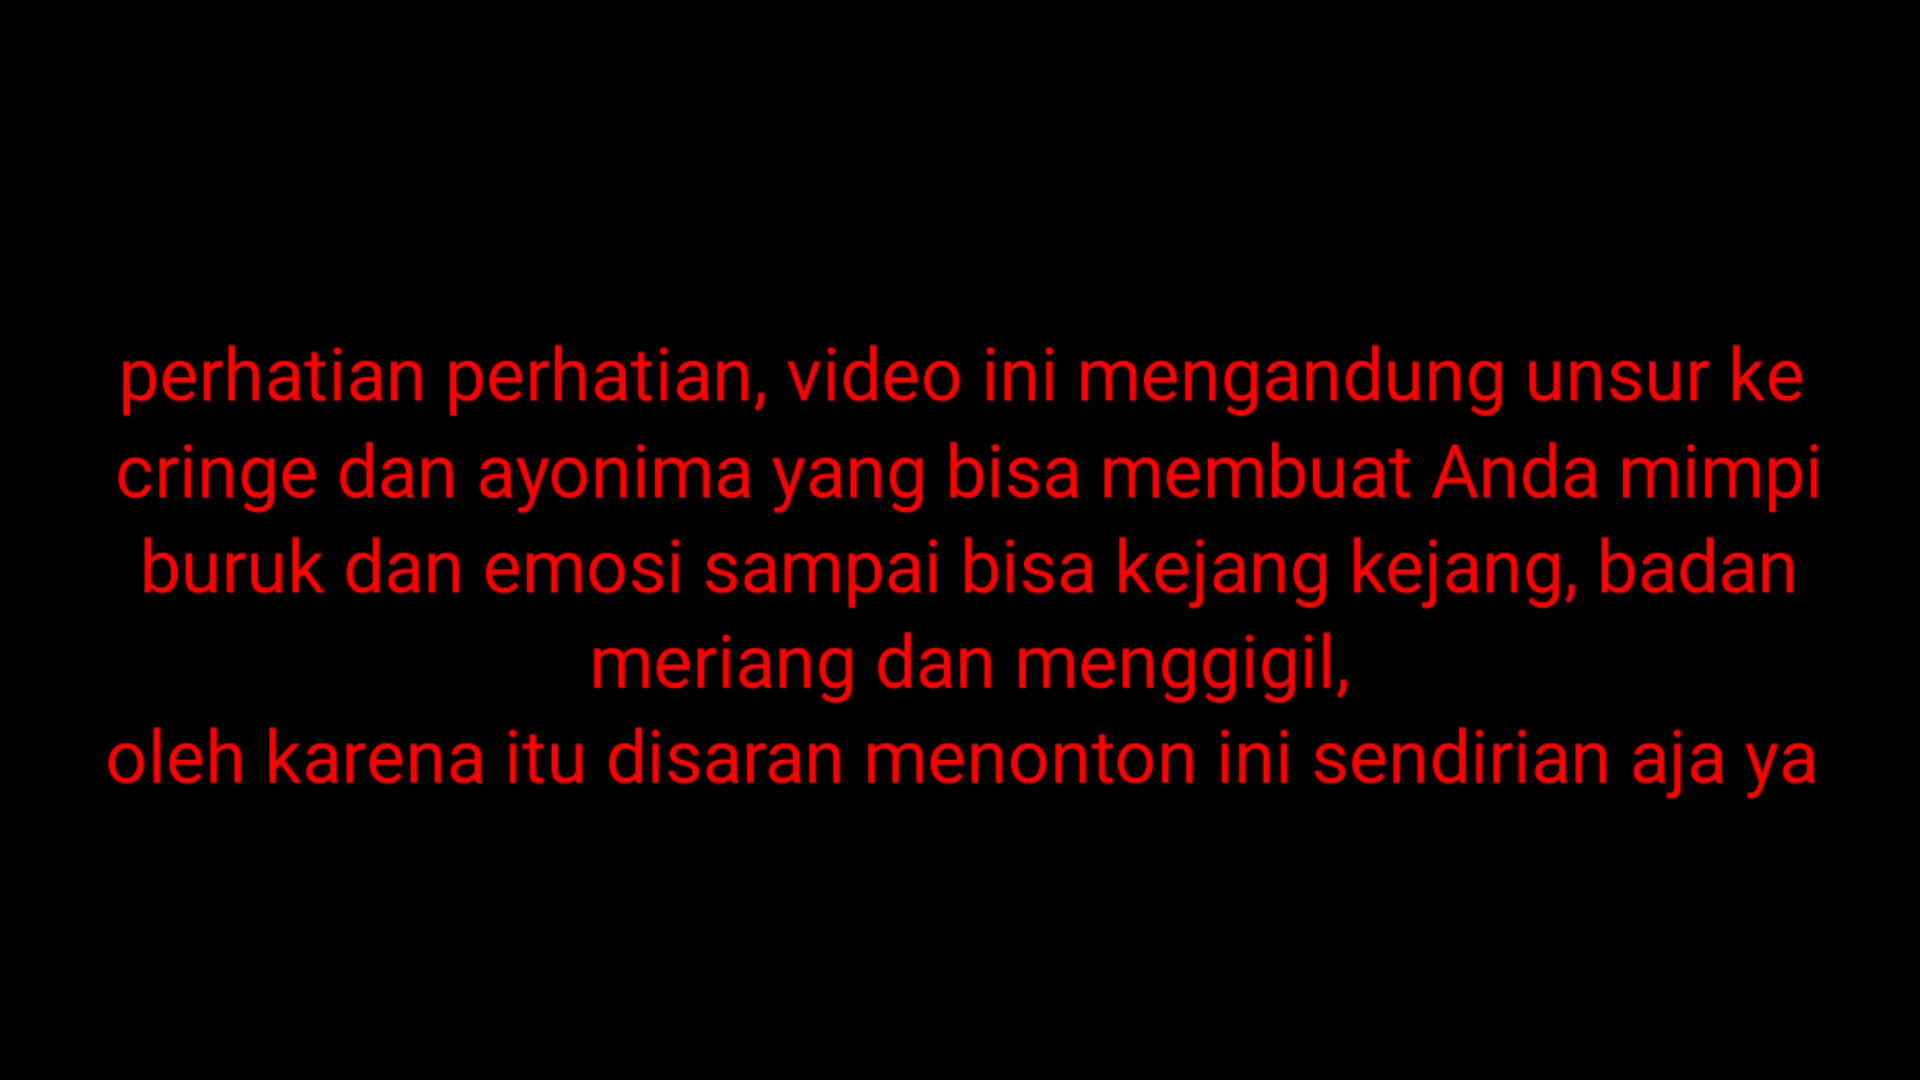 perhatian perhatian, video ini mengandung unsur ke
cringe dan ayonima yang bisa membuat Anda mimpi
buruk dan emosi sampai bisa kejang kejang, badan
meriang dan menggigil,
oleh karena itu disaran menonton ini sendirian aja ya